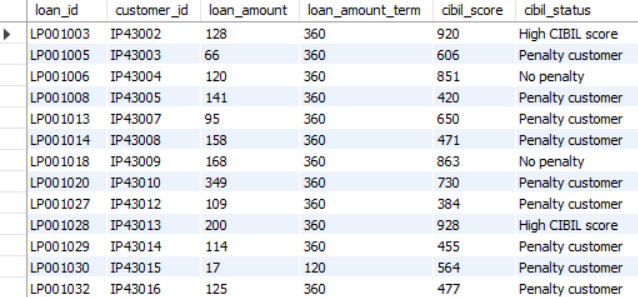 loan_id customer_id loan_amount loan_amount_term cibil_score cibil_status
LP001003 IP43002 128 360 920 High CIBIL score
LP001005 IP43003 66 360 606 Penalty customer
LP001006 IP43004 120 360 851 No penalty
LP001008 IP43005 141 360 420 Penalty customer
LP001013 IP43007 95 360 650 Penalty customer
LP001014 IP43008 158 360 471 Penalty customer
LP001018 IP43009 168 360 863 No penalty
LP001020 IP43010 349 360 730 Penalty customer
LP001027 IP43012 109 360 384 Penalty customer
LP001028 IP43013 200 360 928 High CIBIL score
LP001029 IP43014 114 360 455 Penalty customer
LP001030 IP43015 17 120 564 Penalty customer
LP001032 IP43016 125 360 477 Penalty customer